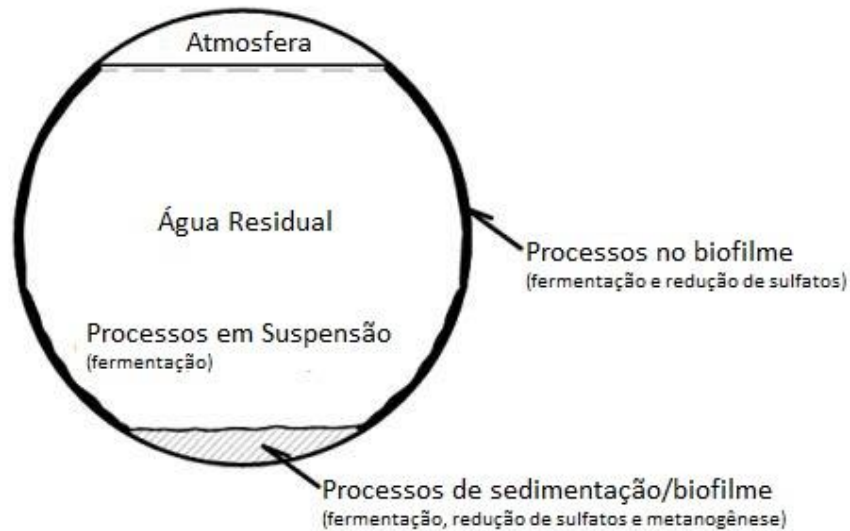 Atmosfera
Água Residual
Processos no biofilme
(fermentação e redução de sulfatos)
Processos em Suspensão
(fermentação)
Processos de sedimentação/biofilme
(fermentação, redução de sulfatos e metanogênese)